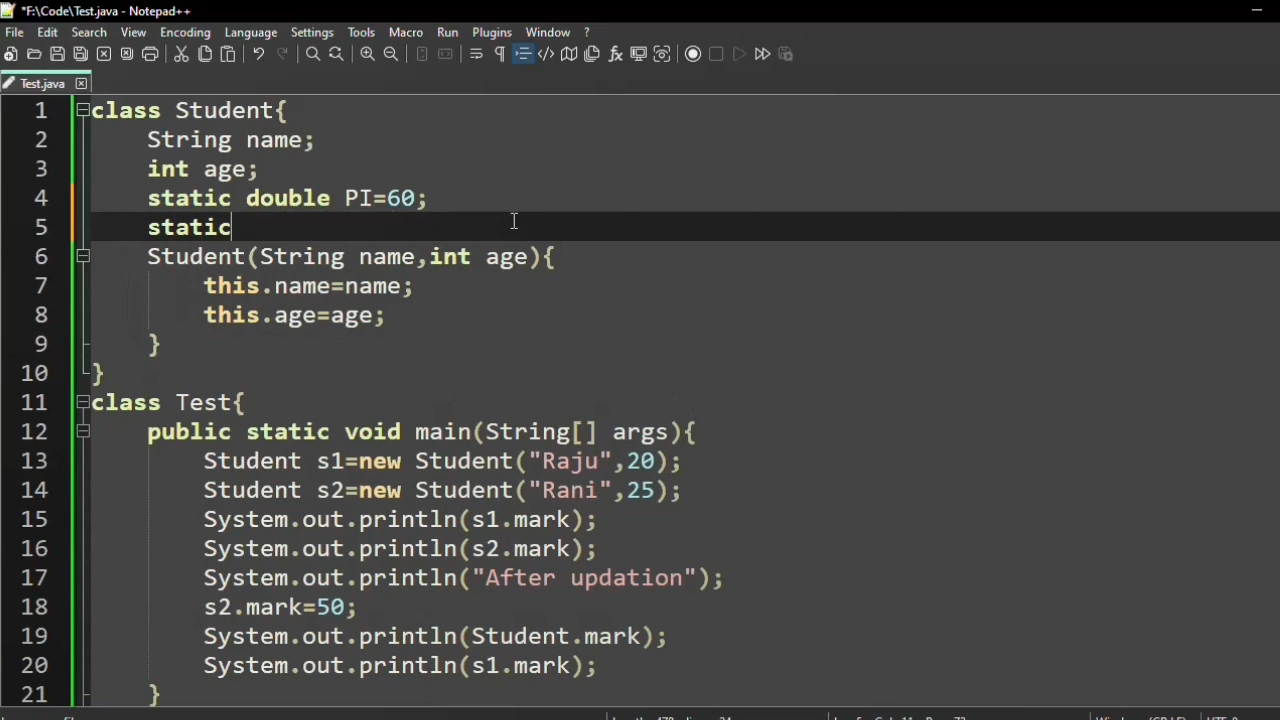 *F:\Code\Test.java - Notepad++
File Edit Search View Encoding Language Settings Tools Macro Run Plugins Window ?
Test.java
1 class Student{
2 String name;
3 int age;
4 static double PI=60;
5 static
6 Student(String name,int age){
7 this.name=name;
8 this.age=age;
9 }
10 }
11 class Test{
12 public static void main(String[] args){
13 Student s1=new Student("Raju",20);
14 Student s2=new Student("Rani",25);
15 System.out.println(s1.mark);
16 System.out.println(s2.mark);
17 System.out.println("After updation");
18 s2.mark=50;
19 System.out.println(Student.mark);
20 System.out.println(s1.mark);
21 }